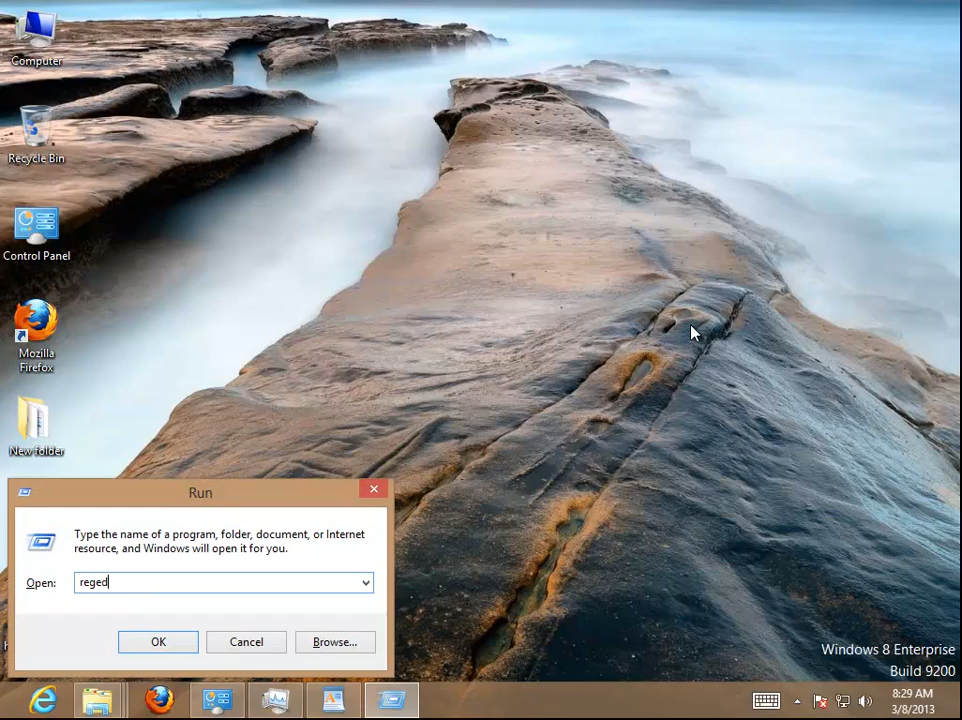 Computer
Recycle Bin
Control Panel
Mozilla
Firefox
New folder
Run
Type the name of a program, folder, document, or Internet
resource, and Windows will open it for you.
Open:
reged
OK
Cancel
Browse...
Windows 8 Enterprise
Build 9200
8:29 AM
3/8/2013